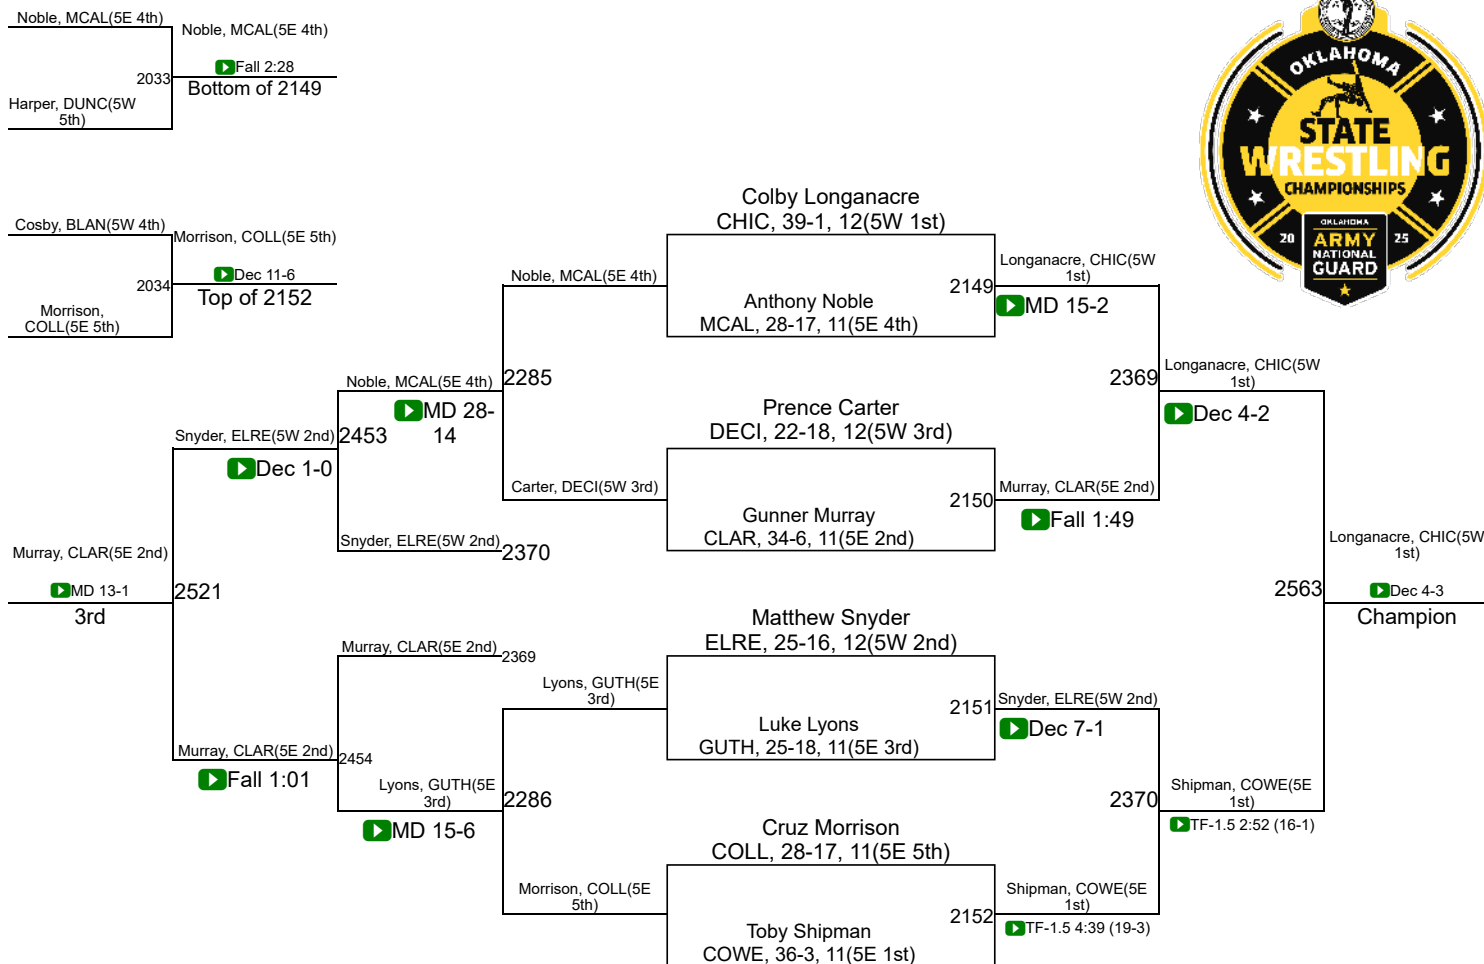 Noble, MCAL(5E 4th)
Noble, MCAL(5E 4th)
Fall 2:28
2033
Bottom of 2149
Harper, DUNC(5W
5th)
Cosby, BLAN(5W 4th)
Morrison, COLL(5E 5th)
Dec 11-6
2034
Top of 2152
Morrison,
COLL(5E 5th)
OKLAHOMA
STATE
WRESTLING
CHAMPIONSHIPS
OKLAHOMA
20
ARMY
25
NATIONAL
GUARD
Colby Longanacre
CHIC, 39-1, 12(5W 1st)
Noble, MCAL(5E 4th)
2149
Anthony Noble
MCAL, 28-17, 11(5E 4th)
Longanacre, CHIC(5W
1st)
MD 15-2
Noble, MCAL(5E 4th)
2285
MD 28-
14
2369
Longanacre, CHIC(5W
1st)
Dec 4-2
Prence Carter
DECI, 22-18, 12(5W 3rd)
Snyder, ELRE(5W 2nd)
2453
Dec 1-0
Carter, DECI(5W 3rd)
2150
Murray, CLAR(5E 2nd)
Fall 1:49
Gunner Murray
CLAR, 34-6, 11(5E 2nd)
Snyder, ELRE(5W 2nd)
2370
Murray, CLAR(5E 2nd)
MD 13-1
3rd
2521
2563
Longanacre, CHIC(5W
1st)
Dec 4-3
Champion
Matthew Snyder
ELRE, 25-16, 12(5W 2nd)
Murray, CLAR(5E 2nd)
2369
Lyons, GUTH(5E
3rd)
2151
Snyder, ELRE(5W 2nd)
Dec 7-1
Luke Lyons
GUTH, 25-18, 11(5E 3rd)
Murray, CLAR(5E 2nd)
2454
Fall 1:01
Lyons, GUTH(5E
3rd)
2286
MD 15-6
2370
Shipman, COWE(5E
1st)
TF-1.5 2:52 (16-1)
Cruz Morrison
COLL, 28-17, 11(5E 5th)
Morrison, COLL(5E
5th)
2152
Shipman, COWE(5E
1st)
TF-1.5 4:39 (19-3)
Toby Shipman
COWE, 36-3, 11(5E 1st)